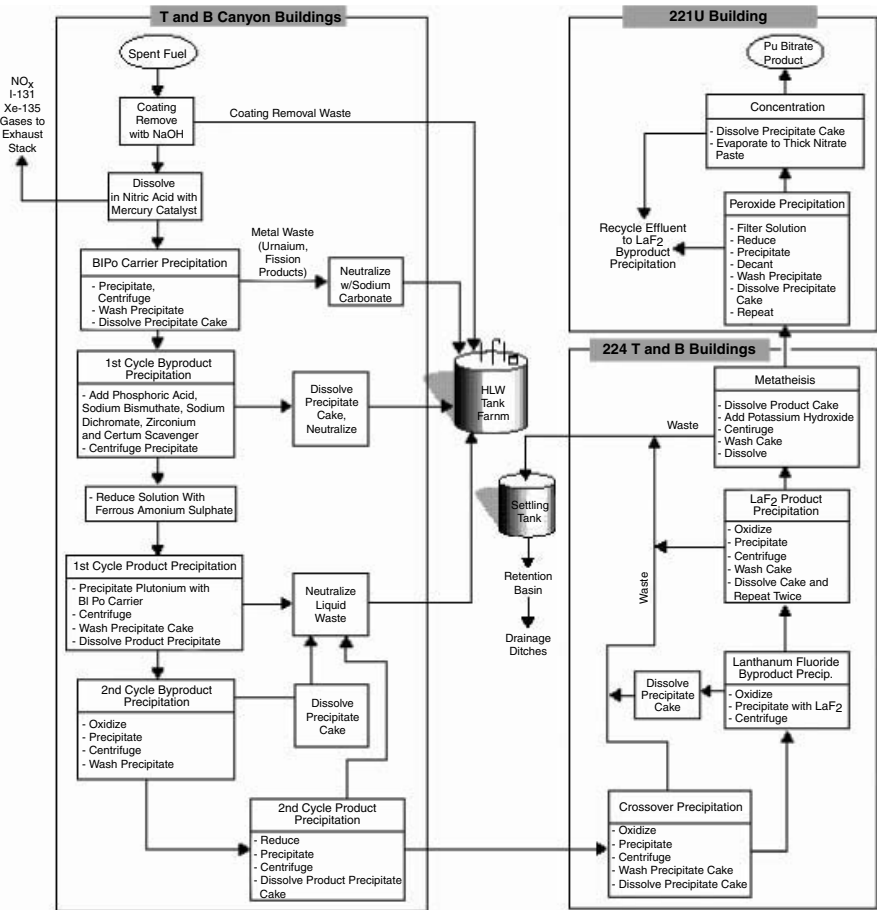 T and B Canyon Buildings
Spent Fuel
NOx
I-131
Xe-135
Gases to
Exhaust
Stack
Coating
Remove
witb NaOH
Coating Removal Waste
Dissolve
in Nitric Acid with
Mercury Catalyst
BIPo Carrier Precipitation
- Precipitate,
Centrifuge
- Wash Precipitate
- Dissolve Precipitate Cake
Metal Waste
(Urnaium,
Fission
Products)
Neutralize
w/Sodium
Carbonate
1st Cycle Byproduct
Precipitation
- Add Phosphoric Acid,
Sodium Bismuthate, Sodium
Dichromate, Zirconium
and Certum Scavenger
- Centrifuge Precipitate
Dissolve
Precipitate
Cake,
Neutralize
HLW
Tank
Farnm
- Reduce Solution With
Ferrous Amonium Sulphate
1st Cycle Product Precipitation
- Precipitate Plutonium with
Bl Po Carrier
- Centrifuge
- Wash Precipitate Cake
- Dissolve Product Precipitate
Neutralize
Liquid
Waste
2nd Cycle Byproduct
Precipitation
- Oxidize
- Precipitate
- Centrifuge
- Wash Precipitate
Dissolve
Precipitate
Cake
2nd Cycle Product
Precipitation
- Reduce
- Precipitate
- Centrifuge
- Dissolve Product Precipitate
Cake
Settling
Tank
Retention
Basin
Drainage
Ditches
221U Building
Pu Bitrate
Product
Concentration
- Dissolve Precipitate Cake
- Evaporate to Thick Nitrate
Paste
Peroxide Precipitation
- Filter Solution
- Reduce
- Precipitate
- Decant
- Wash Precipitate
- Dissolve Precipitate
Cake
- Repeat
Recycle Effluent
to LaF2
Byproduct
Precipitation
224 T and B Buildings
Metatheisis
- Dissolve Product Cake
- Add Potassium Hydroxide
- Centiruge
- Wash Cake
- Dissolve
Waste
LaF2 Product
Precipitation
- Oxidize
- Precipitate
- Centrifuge
- Wash Cake
- Dissolve Cake and
Repeat Twice
Waste
Lanthanum Fluoride
Byproduct Precip.
- Oxidize
- Precipitate with LaF2
- Centrifuge
Dissolve
Precipitate
Cake
Crossover Precipitation
- Oxidize
- Precipitate
- Centrifuge
- Wash Precipitate Cake
- Dissolve Precipitate Cake